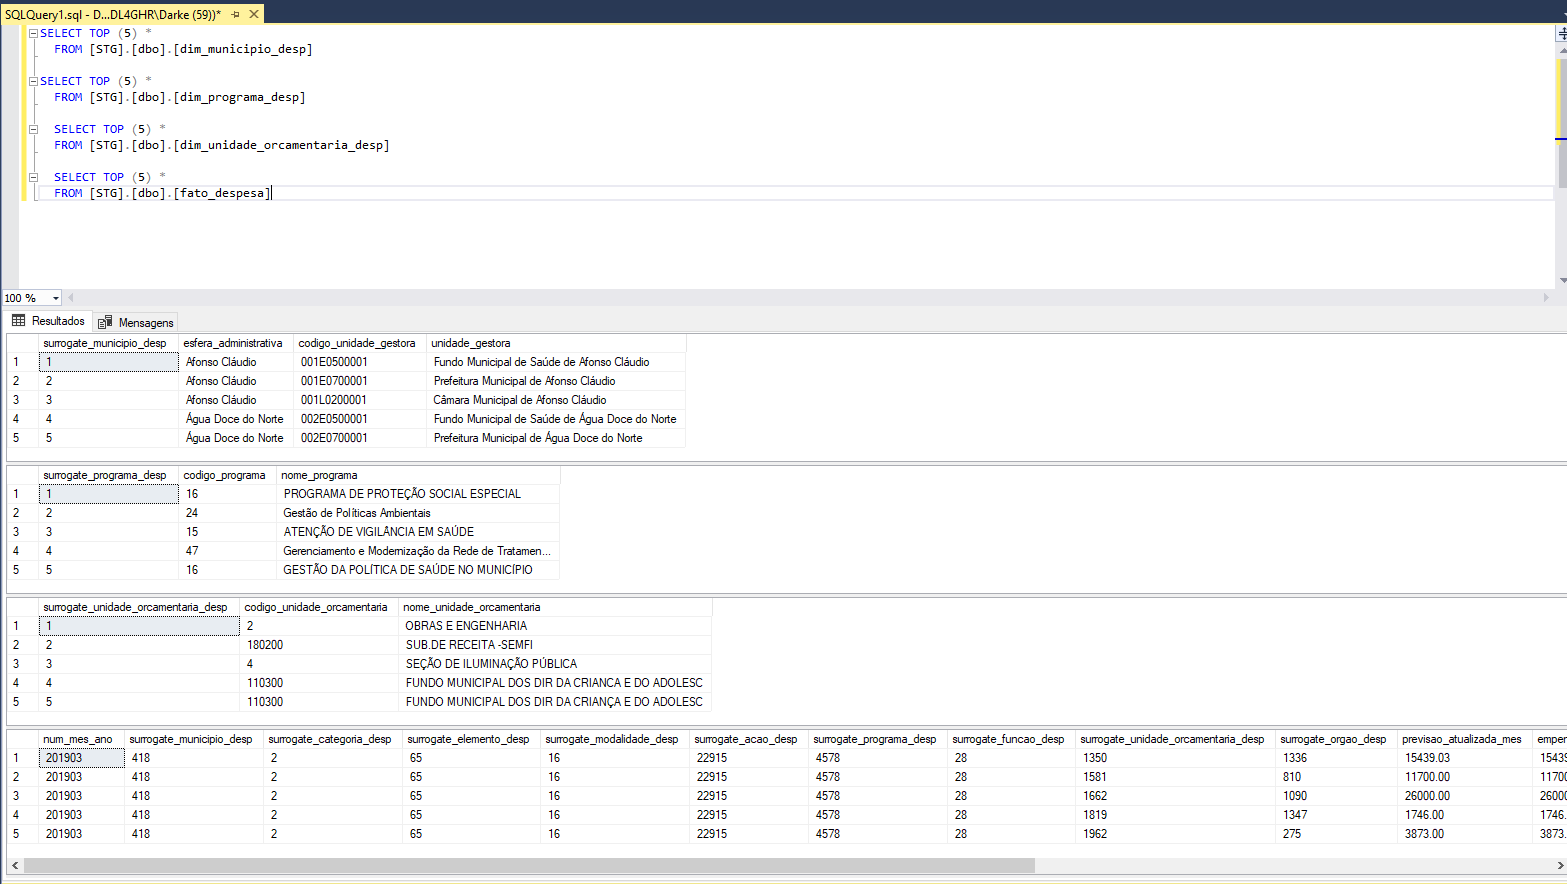 SQLQuery1.sql - D...DL4GHR\Darke (59))*
SELECT TOP (5) *
FROM [STG].[dbo].[dim_municipio_desp]
SELECT TOP (5) *
FROM [STG].[dbo].[dim_programa_desp]
SELECT TOP (5) *
FROM [STG].[dbo].[dim_unidade_orcamentaria_desp]
SELECT TOP (5) *
FROM [STG].[dbo].[fato_despesa]
100 %
Resultados Mensagens
surrogate_municipio_desp esfera_administrativa codigo_unidade_gestora unidade_gestora
1 1 Afonso Cláudio 001E0500001 Fundo Municipal de Saúde de Afonso Cláudio
2 2 Afonso Cláudio 001E0700001 Prefeitura Municipal de Afonso Cláudio
3 3 Afonso Cláudio 001L0200001 Câmara Municipal de Afonso Cláudio
4 4 Água Doce do Norte 002E0500001 Fundo Municipal de Saúde de Água Doce do Norte
5 5 Água Doce do Norte 002E0700001 Prefeitura Municipal de Água Doce do Norte
surrogate_programa_desp codigo_programa nome_programa
1 1 16 PROGRAMA DE PROTEÇÃO SOCIAL ESPECIAL
2 2 24 Gestão de Políticas Ambientais
3 3 15 ATENÇÃO DE VIGILÂNCIA EM SAÚDE
4 4 47 Gerenciamento e Modernização da Rede de Tratamen...
5 5 16 GESTÃO DA POLÍTICA DE SAÚDE NO MUNICÍPIO
surrogate_unidade_orcamentaria_desp codigo_unidade_orcamentaria nome_unidade_orcamentaria
1 1 2 OBRAS E ENGENHARIA
2 2 180200 SUB.DE RECEITA -SEMFI
3 3 4 SEÇÃO DE ILUMINAÇÃO PÚBLICA
4 4 110300 FUNDO MUNICIPAL DOS DIR DA CRIANCA E DO ADOLESC
5 5 110300 FUNDO MUNICIPAL DOS DIR DA CRIANÇA E DO ADOLESC
num_mes_ano surrogate_municipio_desp surrogate_categoria_desp surrogate_elemento_desp surrogate_modalidade_desp surrogate_acao_desp surrogate_programa_desp surrogate_funcao_desp surrogate_unidade_orcamentaria_desp surrogate_orgao_desp previsao_atualizada_mes emper
1 201903 418 2 65 16 22915 4578 28 1350 1336 15439.03 15439
2 201903 418 2 65 16 22915 4578 28 1581 810 11700.00 11700
3 201903 418 2 65 16 22915 4578 28 1662 1090 26000.00 26000
4 201903 418 2 65 16 22915 4578 28 1819 1347 1746.00 1746.
5 201903 418 2 65 16 22915 4578 28 1962 275 3873.00 3873.